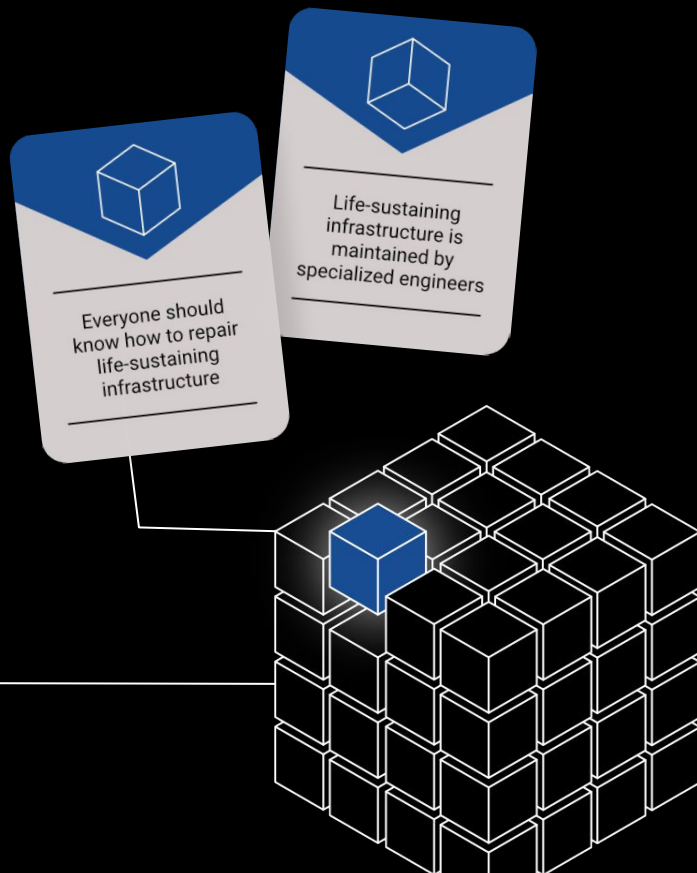 Everyone should
know how to repair
life-sustaining
infrastructure
Life-sustaining
infrastructure is
maintained by
specialized engineers